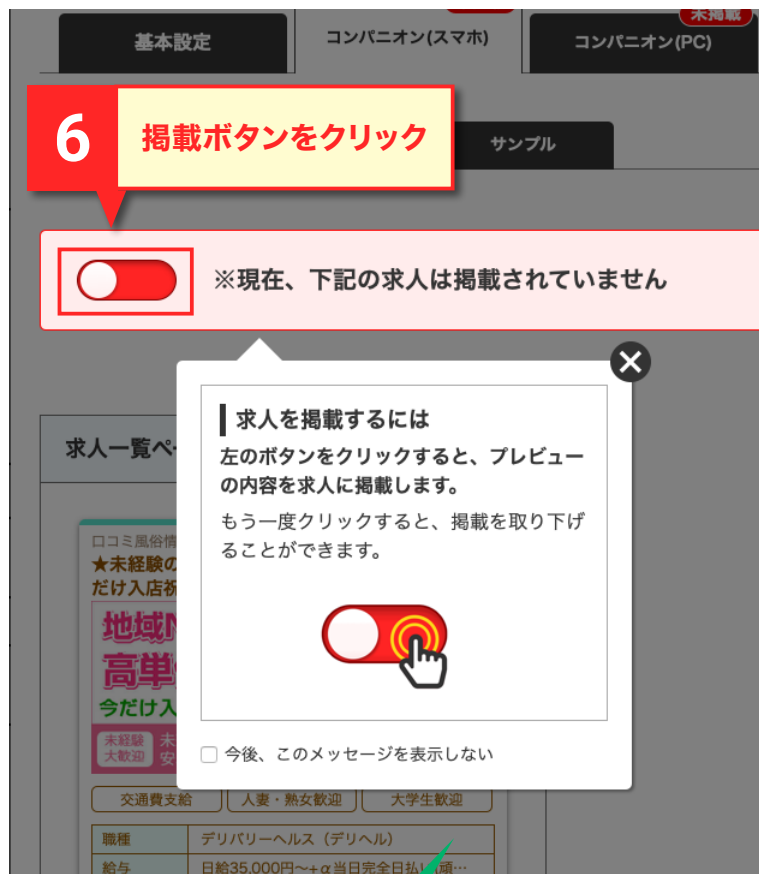 未掲載
基本設定
コンパニオン(スマホ)
コンパニオン(PC)
6
掲載ボタンをクリック
サンプル
※現在、下記の求人は掲載されていません
求人一覧ペ
求人を掲載するには
左のボタンをクリックすると、プレビュー
の内容を求人に掲載します。
もう一度クリックすると、掲載を取り下げ
ることができます。
口コミ風俗情
★未経験の
だけ入店祝
地域N
高単
今だけ入
未経験
大歓迎
未
安
今後、このメッセージを表示しない
交通費支給
人妻・熟女歓迎
大学生歓迎
職種
デリバリーヘルス（デリヘル）
給与
日給35,000円～+α当日完全日払い 頑…